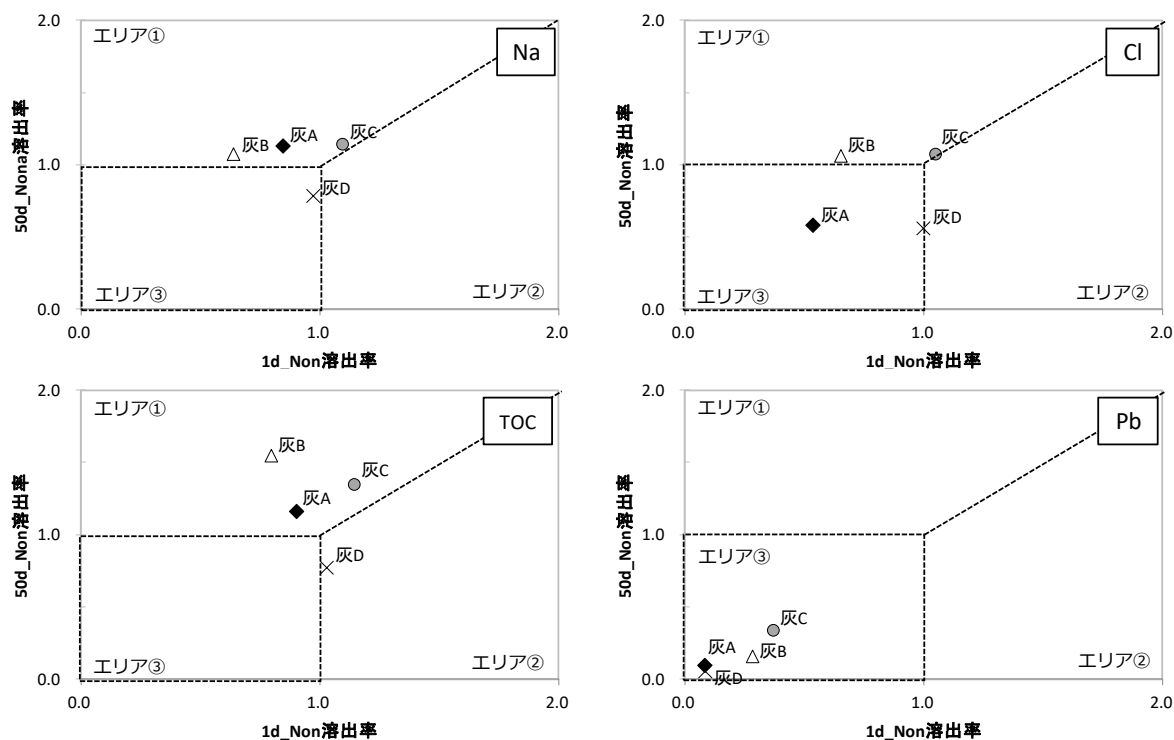 2.0
エリア①
Na
50d_Nona溶出率
灰B
灰A
灰C
1.0
灰D
エリア③
エリア②
0.0
0.0
1.0
2.0
1d_Non溶出率
2.0
エリア①
Cl
50d_Non溶出率
灰B
灰C
1.0
灰A
灰D
エリア③
エリア②
0.0
0.0
1.0
2.0
1d_Non溶出率
2.0
エリア①
TOC
50d_Non溶出率
灰B
灰C
灰A
1.0
灰D
エリア③
エリア②
0.0
0.0
1.0
2.0
1d_Non溶出率
2.0
エリア①
Pb
50d_Non溶出率
1.0
エリア③
灰C
灰A
灰B
灰D
エリア②
0.0
0.0
1.0
2.0
1d_Non溶出率